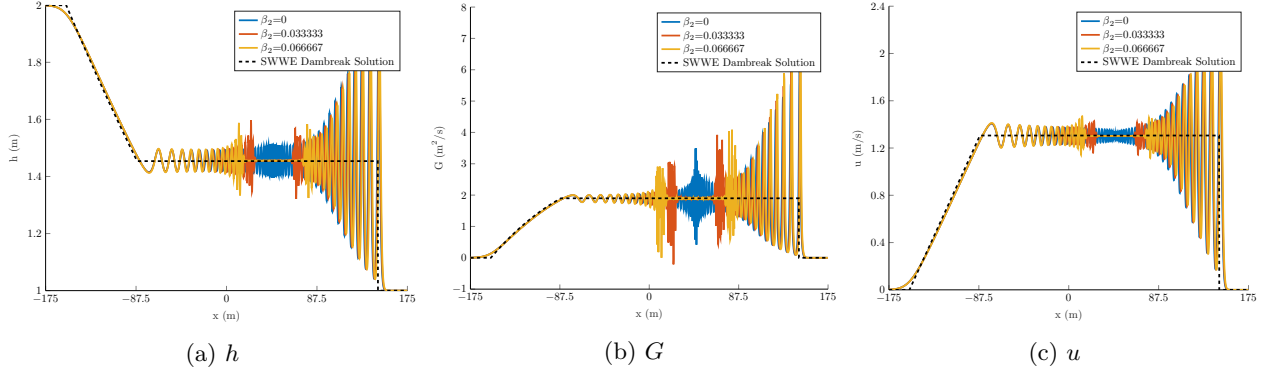 2
1.8
1.6
1.4
1.2
1
h (m)
−175
−87.5
0
87.5
175
x (m)
β₂=0
β₂=0.033333
β₂=0.066667
SWWE Dambreak Solution
(a) h
8
7
6
5
4
3
2
1
0
−1
G (m²/s)
−175
−87.5
0
87.5
175
x (m)
β₂=0
β₂=0.033333
β₂=0.066667
SWWE Dambreak Solution
(b) G
2.4
2
1.6
1.2
0.8
0.4
0
u (m/s)
−175
−87.5
0
87.5
175
x (m)
β₂=0
β₂=0.033333
β₂=0.066667
SWWE Dambreak Solution
(c) u